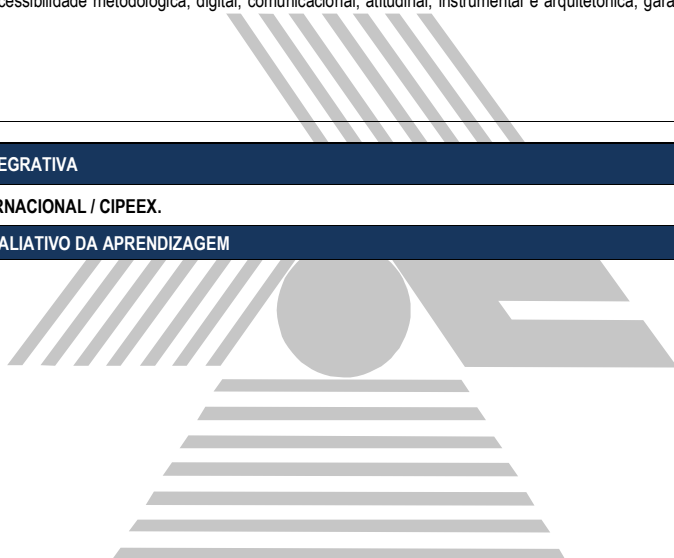 cessibilidade metodológica, digital, comunicacional, atitudinal, instrumental e arquitetônica, gara
EGRATIVA
RNACIONAL / CIPEEX.
ALIATIVO DA APRENDIZAGEM